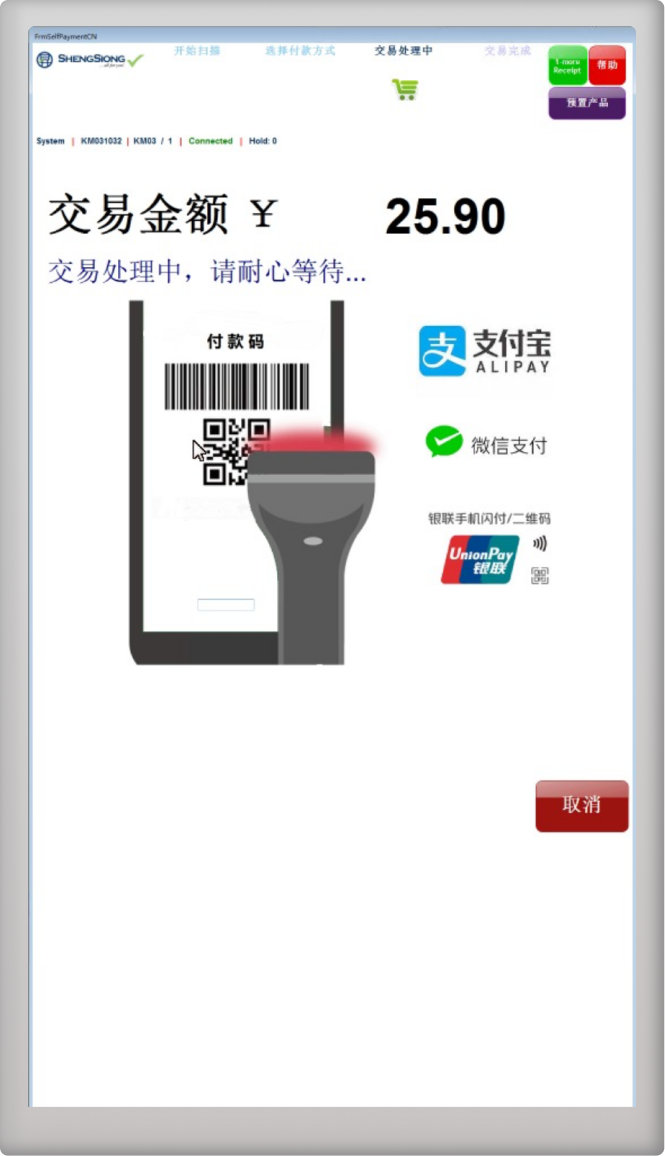 FrmSelfPaymentCN
SHENGSIONG
开始扫描
选择付款方式
交易处理中
交易完成
1-more
Receipt
帮助
预置产品
System | KM031032 | KM03 / 1 | Connected | Hold: 0
交易金额 ￥ 25.90
交易处理中，请耐心等待...
付款码
支付宝
ALIPAY
微信支付
银联手机闪付/二维码
UnionPay
银联
取消